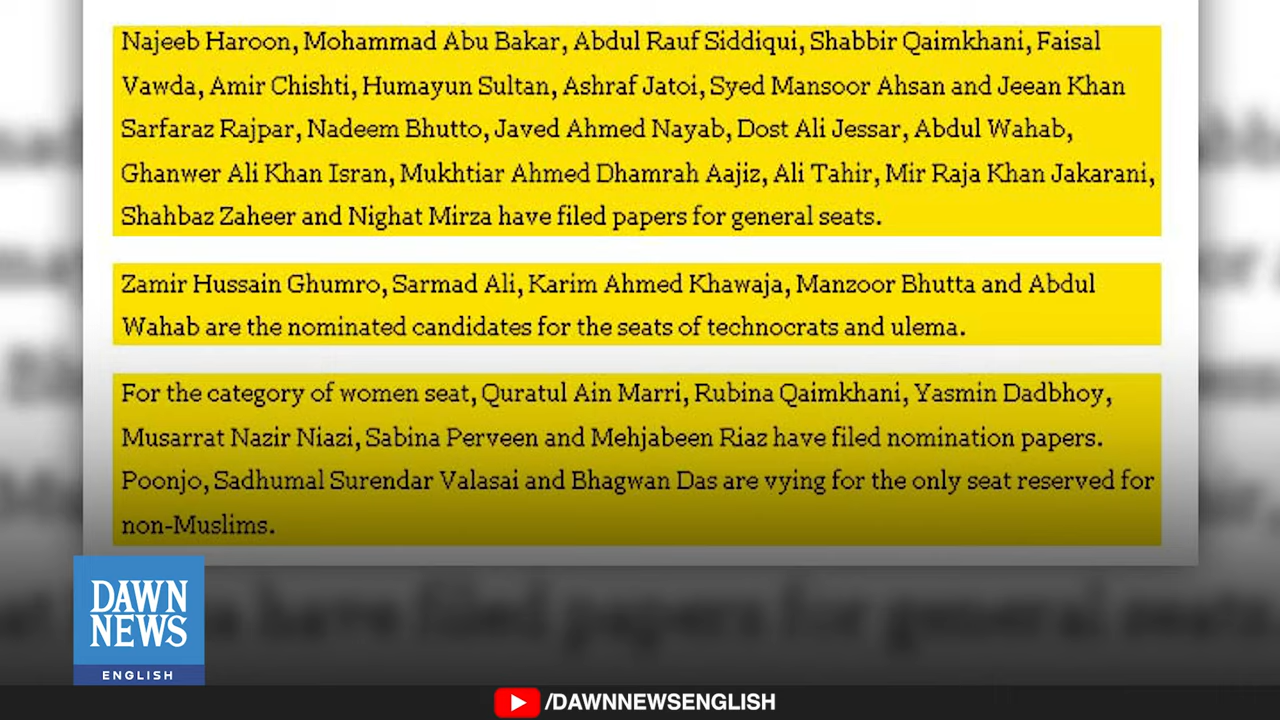 Najeeb Haroon, Mohammad Abu Bakar, Abdul Rauf Siddiqui, Shabbir Qaimkhani, Faisal
Vawda, Amir Chishti, Humayun Sultan, Ashraf Jatoi, Syed Mansoor Ahsan and Jeean Khan
Sarfaraz Rajpar, Nadeem Bhutto, Javed Ahmed Nayab, Dost Ali Jessar, Abdul Wahab,
Ghanwer Ali Khan Isran, Mukhtiar Ahmed Dhamrah Aajiz, Ali Tahir, Mir Raja Khan Jakarani,
Shahbaz Zaheer and Nighat Mirza have filed papers for general seats.
Zamir Hussain Ghumro, Sarmad Ali, Karim Ahmed Khawaja, Manzoor Bhutta and Abdul
Wahab are the nominated candidates for the seats of technocrats and ulema.
For the category of women seat, Quratul Ain Marri, Rubina Qaimkhani, Yasmin Dadbhoy,
Musarrat Nazir Niazi, Sabina Perveen and Mehjabeen Riaz have filed nomination papers.
Poonjo, Sadhumal Surendar Valasai and Bhagwan Das are vying for the only seat reserved for
non-Muslims.
have filed papers for general seats.
DAWN
NEWS
ENGLISH
/DAWNNEWSENGLISH